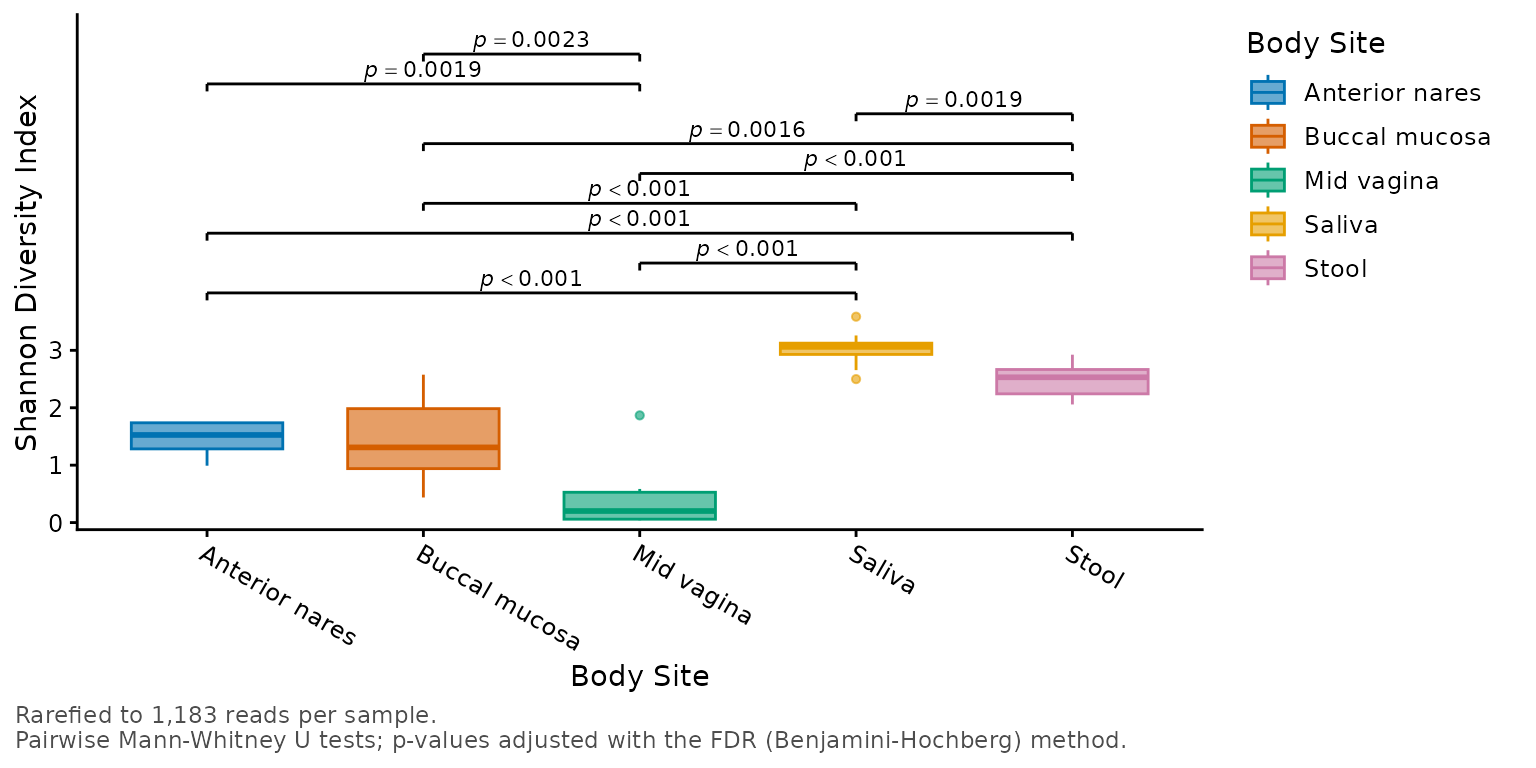 p = 0.0023
p = 0.0019
p = 0.0019
p = 0.0016
p < 0.001
p < 0.001
p < 0.001
p < 0.001
p < 0.001
Shannon Diversity Index
3
2
1
0
Anterior nares
Buccal mucosa
Mid vagina
Saliva
Stool
Body Site
Body Site
Anterior nares
Buccal mucosa
Mid vagina
Saliva
Stool
Rarefied to 1,183 reads per sample.
Pairwise Mann-Whitney U tests; p-values adjusted with the FDR (Benjamini-Hochberg) method.